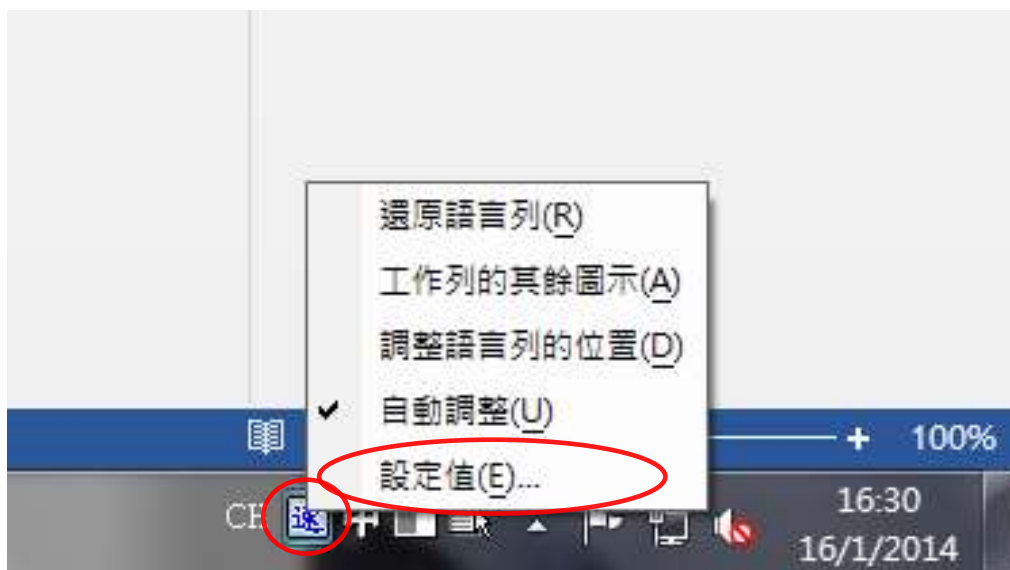 還原語言列(R)
工作列的其餘圖示(A)
調整語言列的位置(D)
自動調整(U)
100%
設定值(E)...
CH 速 中
16:30
16/1/2014